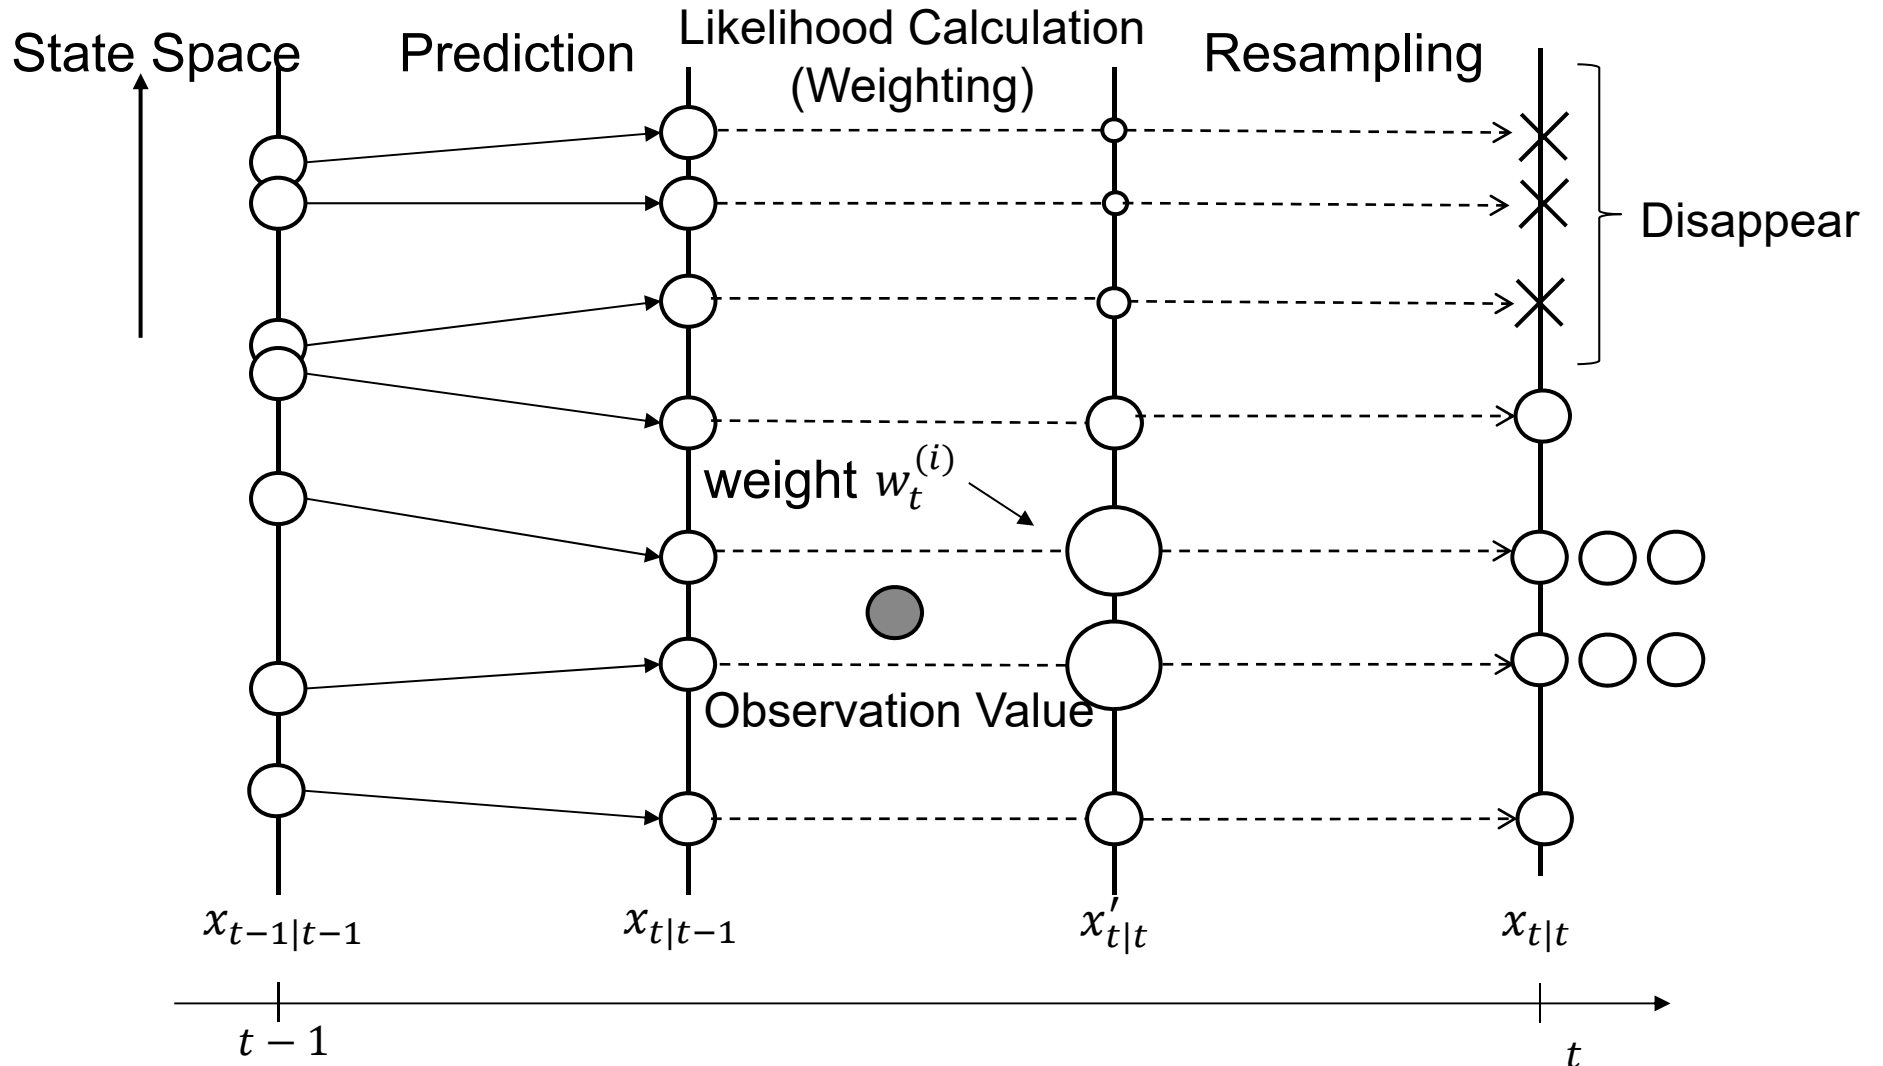 State Space
Prediction
Likelihood Calculation
(Weighting)
Resampling
Disappear
weight $w_t^{(i)}$
Observation Value
$x_{t-1|t-1}$
$x_{t|t-1}$
$x'_{t|t}$
$x_{t|t}$
$t-1$
$t$